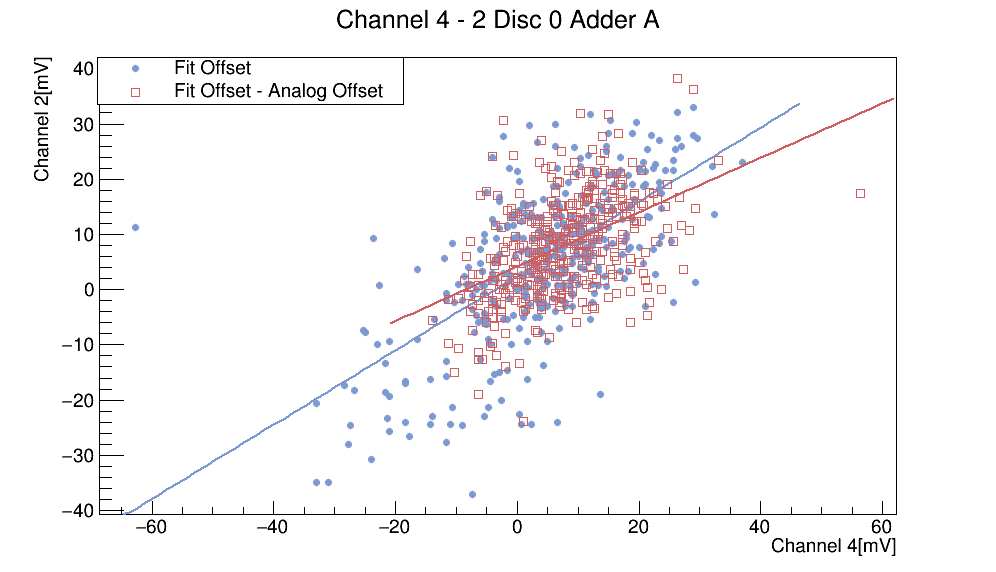 Channel 4 - 2 Disc 0 Adder A
Channel 2[mV]
Fit Offset
Fit Offset - Analog Offset
40
30
20
10
0
−10
−20
−30
−40
−60 −40 −20 0 20 40 60
Channel 4[mV]